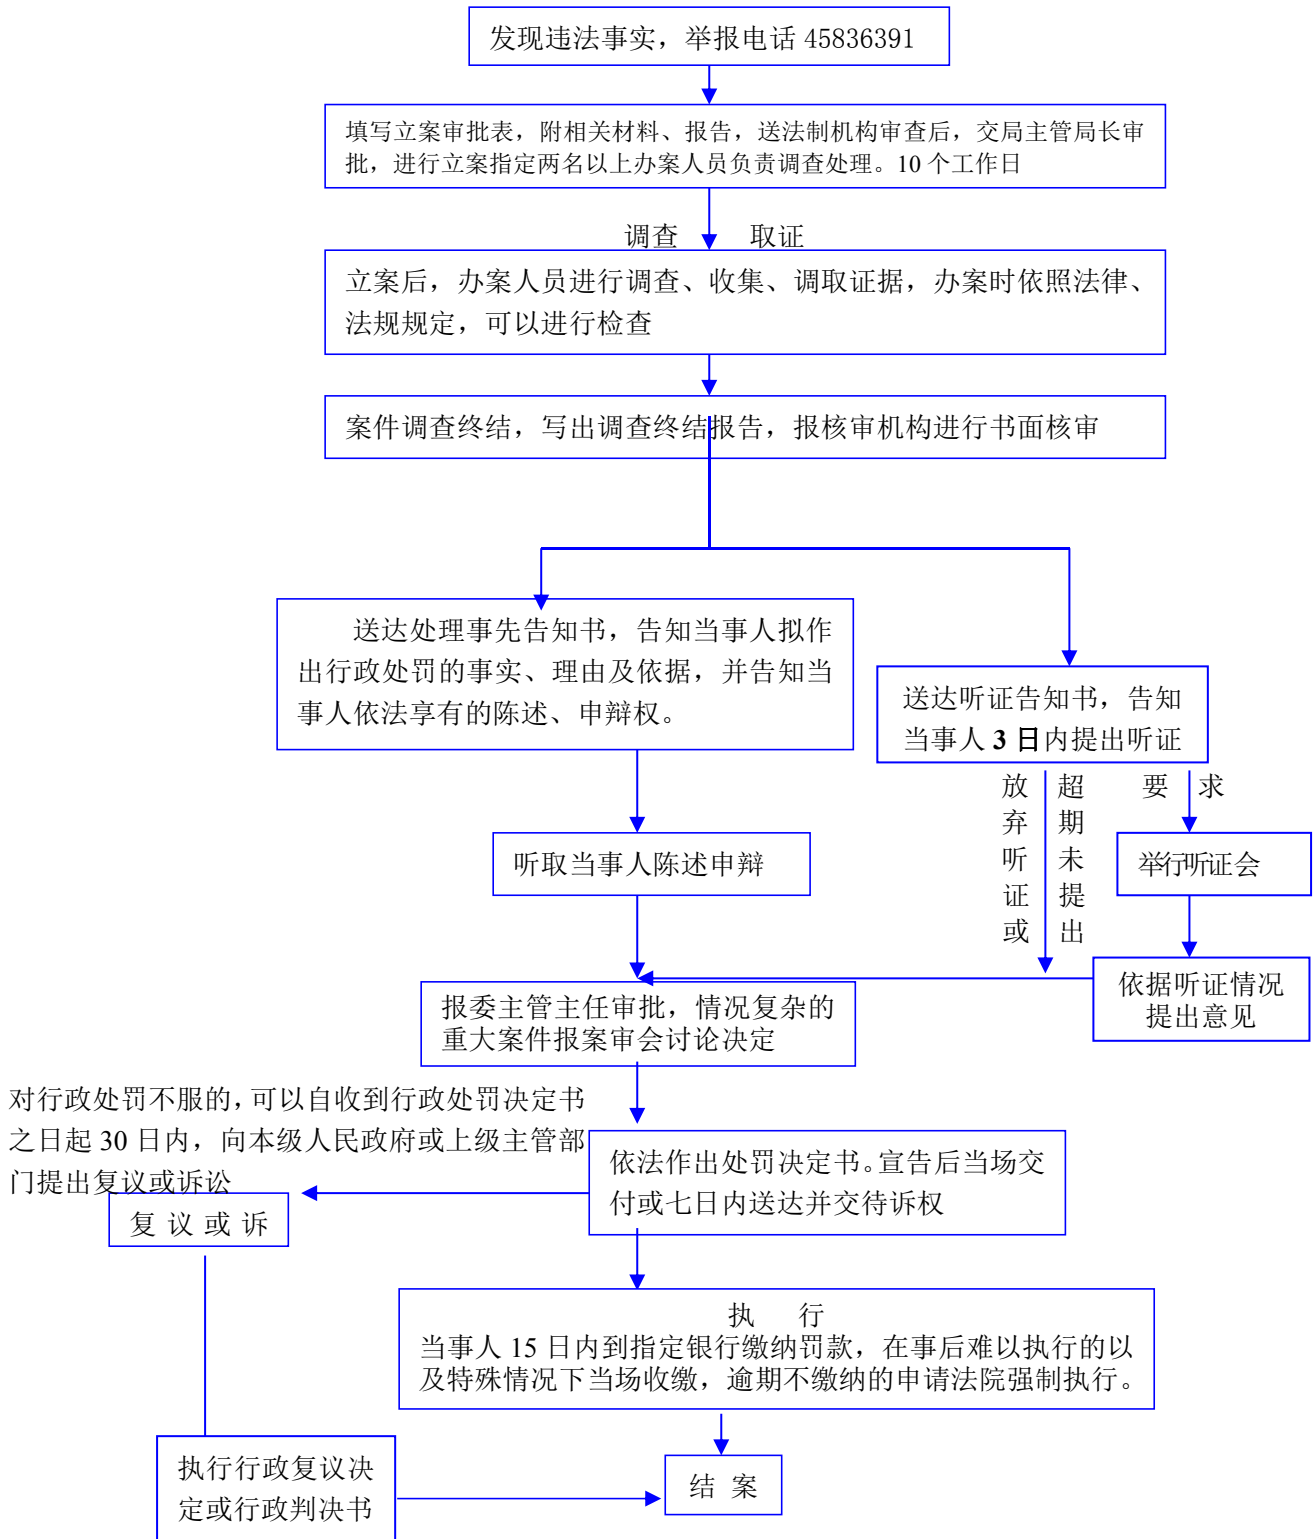 发现违法事实，举报电话 45836391
填写立案审批表，附相关材料、报告，送法制机构审查后，交局主管局长审
批，进行立案指定两名以上办案人员负责调查处理。10 个工作日
调查 取证
立案后，办案人员进行调查、收集、调取证据，办案时依照法律、
法规规定，可以进行检查
案件调查终结，写出调查终结报告，报核审机构进行书面核审
送达处理事先告知书，告知当事人拟作
出行政处罚的事实、理由及依据，并告知当
事人依法享有的陈述、申辩权。
送达听证告知书，告知
当事人 3 日内提出听证
放弃听证或
超期未提出
要 求
听取当事人陈述申辩
举行听证会
依据听证情况
提出意见
报委主管主任审批，情况复杂的
重大案件报案审会讨论决定
对行政处罚不服的，可以自收到行政处罚决定书
之日起 30 日内，向本级人民政府或上级主管部
门提出复议或诉讼
依法作出处罚决定书。宣告后当场交
付或七日内送达并交待诉权
复 议 或 诉
执 行
当事人 15 日内到指定银行缴纳罚款，在事后难以执行的以
及特殊情况下当场收缴，逾期不缴纳的申请法院强制执行。
执行行政复议决
定或行政判决书
结 案